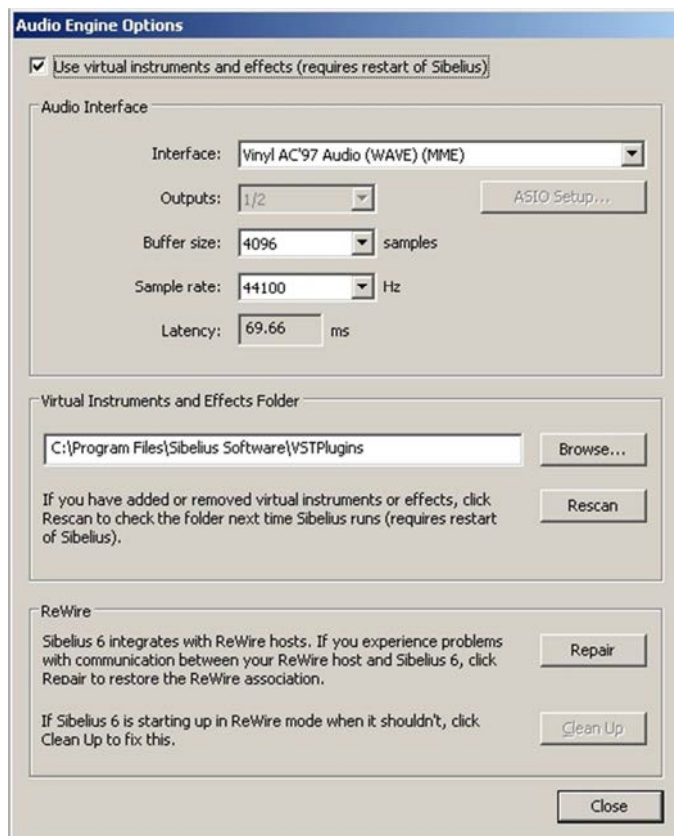 Audio Engine Options
Use virtual instruments and effects (requires restart of Sibelius)
Audio Interface
Interface: Vinyl AC'97 Audio (WAVE) (MME)
Outputs: 1/2 ASIO Setup...
Buffer size: 4096 samples
Sample rate: 44100 Hz
Latency: 69.66 ms
Virtual Instruments and Effects Folder
C:\Program Files\Sibelius Software\VSTPlugins Browse...
If you have added or removed virtual instruments or effects, click
Rescan to check the folder next time Sibelius runs (requires restart
of Sibelius).
Rescan
ReWire
Sibelius 6 integrates with ReWire hosts. If you experience problems
with communication between your ReWire host and Sibelius 6, click
Repair to restore the ReWire association.
Repair
If Sibelius 6 is starting up in ReWire mode when it shouldn't, click
Clean Up to fix this.
Clean Up
Close